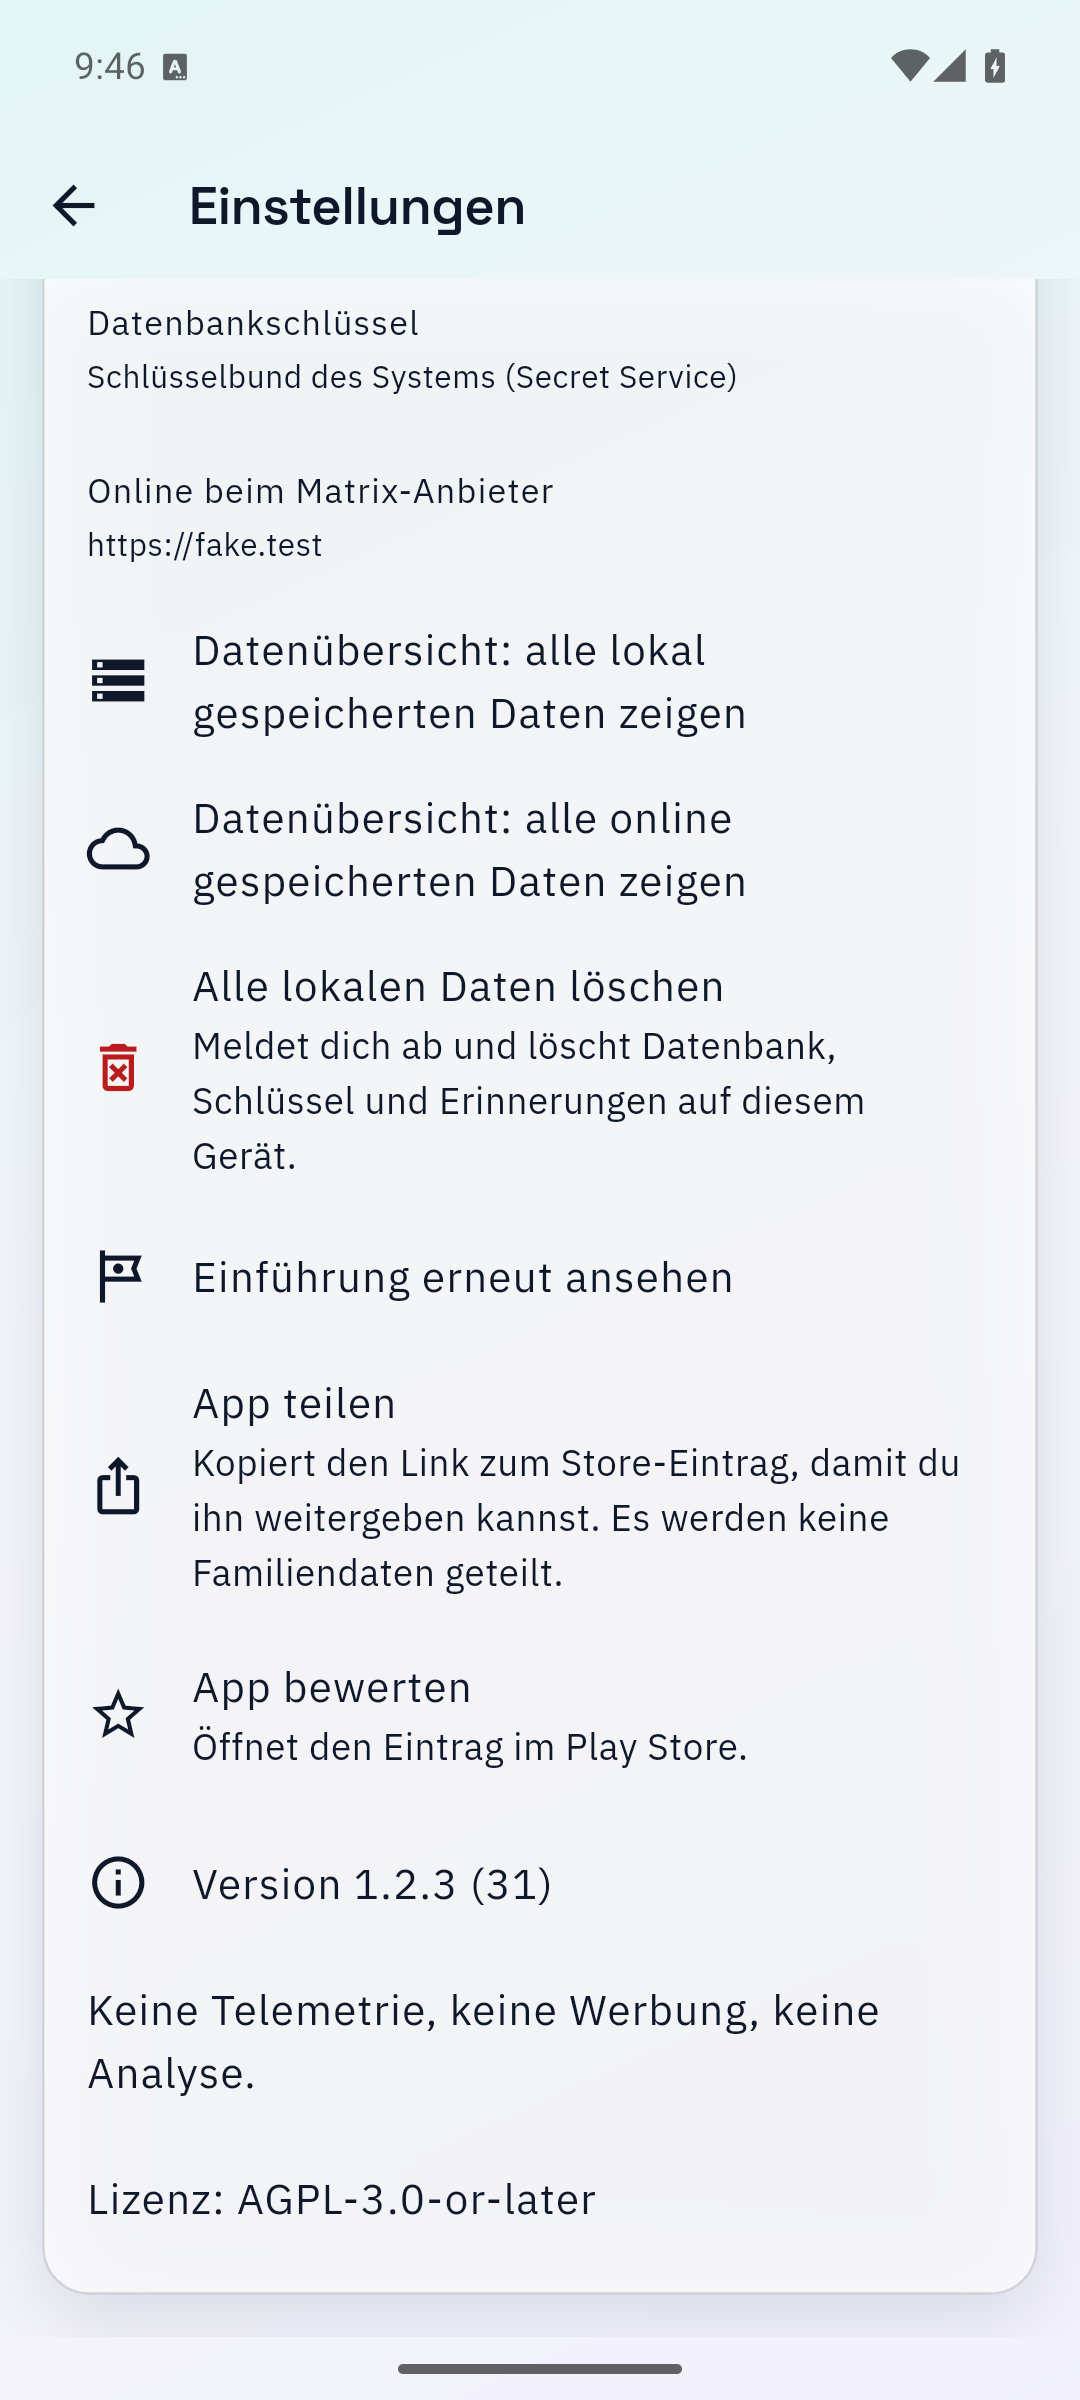 9:46
Einstellungen
Datenbankschlüssel
Schlüsselbund des Systems (Secret Service)
Online beim Matrix-Anbieter
https://fake.test
Datenübersicht: alle lokal
gespeicherten Daten zeigen
Datenübersicht: alle online
gespeicherten Daten zeigen
Alle lokalen Daten löschen
Meldet dich ab und löscht Datenbank,
Schlüssel und Erinnerungen auf diesem
Gerät.
Einführung erneut ansehen
App teilen
Kopiert den Link zum Store-Eintrag, damit du
ihn weitergeben kannst. Es werden keine
Familiendaten geteilt.
App bewerten
Öffnet den Eintrag im Play Store.
Version 1.2.3 (31)
Keine Telemetrie, keine Werbung, keine
Analyse.
Lizenz: AGPL-3.0-or-later